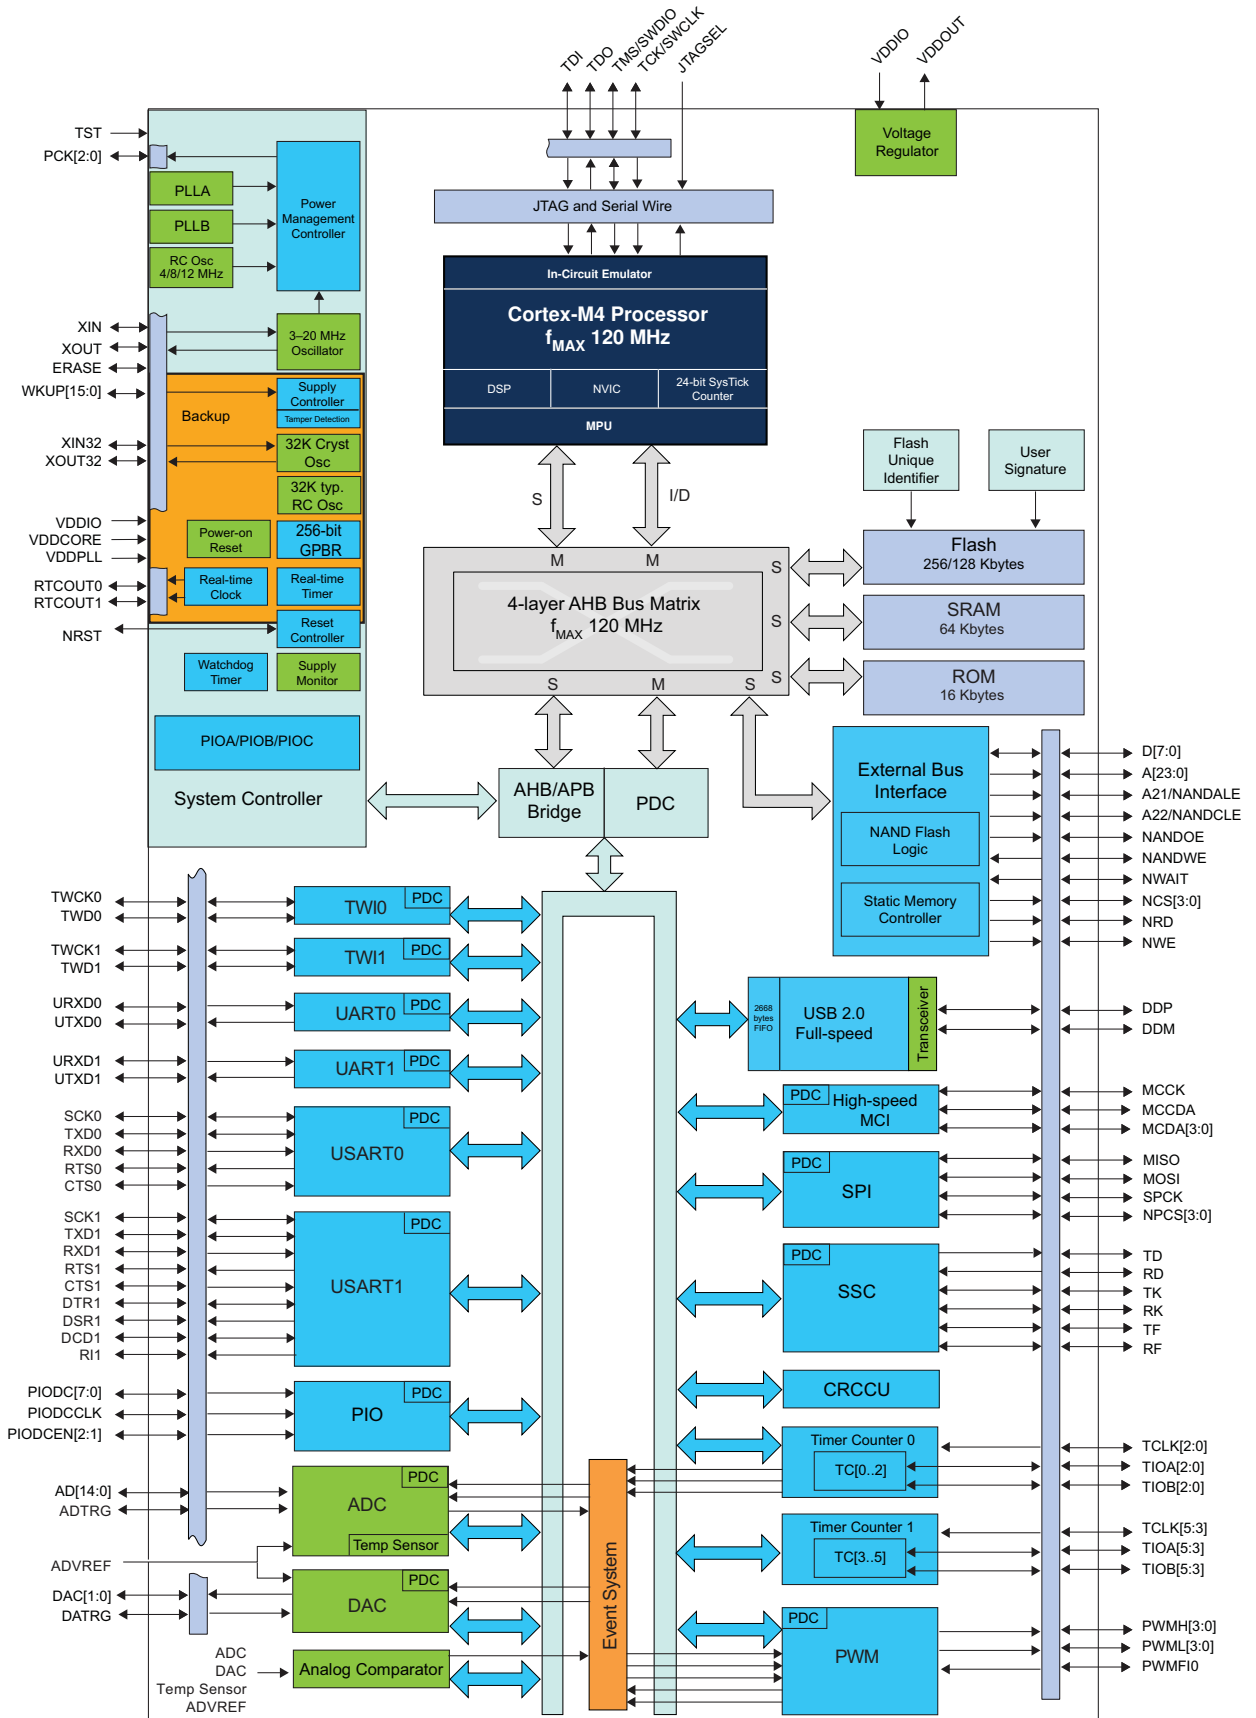 TDI
TDO
TMS/SWDIO
TCK/SWCLK
JTAGSEL
VDDIO
VDDOUT
TST
PCK[2:0]
PLLA
PLLB
RC Osc
4/8/12 MHz
Power
Management
Controller
Voltage
Regulator
JTAG and Serial Wire
In-Circuit Emulator
Cortex-M4 Processor
fMAX 120 MHz
DSP
NVIC
24-bit SysTick
Counter
MPU
XIN
XOUT
ERASE
WKUP[15:0]
XIN32
XOUT32
VDDIO
VDDCORE
VDDPLL
RTCOUT0
RTCOUT1
NRST
3–20 MHz
Oscillator
Backup
Supply
Controller
Tamper Detection
32K Cryst
Osc
32K typ.
RC Osc
Power-on
Reset
256-bit
GPBR
Real-time
Clock
Real-time
Timer
Reset
Controller
Watchdog
Timer
Supply
Monitor
PIOA/PIOB/PIOC
System Controller
S
I/D
M
M
S
S
S
4-layer AHB Bus Matrix
fMAX 120 MHz
S
M
S
Flash
Unique
Identifier
User
Signature
Flash
256/128 Kbytes
SRAM
64 Kbytes
ROM
16 Kbytes
AHB/APB
Bridge
PDC
External Bus
Interface
NAND Flash
Logic
Static Memory
Controller
D[7:0]
A[23:0]
A21/NANDALE
A22/NANDCLE
NANDOE
NANDWE
NWAIT
NCS[3:0]
NRD
NWE
TWCK0
TWD0
TWI0
PDC
TWCK1
TWD1
TWI1
PDC
URXD0
UTXD0
UART0
PDC
URXD1
UTXD1
UART1
PDC
SCK0
TXD0
RXD0
RTS0
CTS0
USART0
PDC
SCK1
TXD1
RXD1
RTS1
CTS1
DTR1
DSR1
DCD1
RI1
USART1
PDC
PIODC[7:0]
PIODCCLK
PIODCEN[2:1]
PIO
PDC
AD[14:0]
ADTRG
ADC
PDC
Temp Sensor
ADVREF
DAC[1:0]
DATRG
DAC
PDC
ADC
DAC
Temp Sensor
ADVREF
Analog Comparator
Event System
2668
bytes
FIFO
USB 2.0
Full-speed
Transceiver
DDP
DDM
PDC
High-speed
MCI
MCCK
MCCDA
MCDA[3:0]
PDC
SPI
MISO
MOSI
SPCK
NPCS[3:0]
PDC
SSC
TD
RD
TK
RK
TF
RF
CRCCU
Timer Counter 0
TC[0..2]
TCLK[2:0]
TIOA[2:0]
TIOB[2:0]
Timer Counter 1
TC[3..5]
TCLK[5:3]
TIOA[5:3]
TIOB[5:3]
PDC
PWM
PWMH[3:0]
PWML[3:0]
PWMFI0